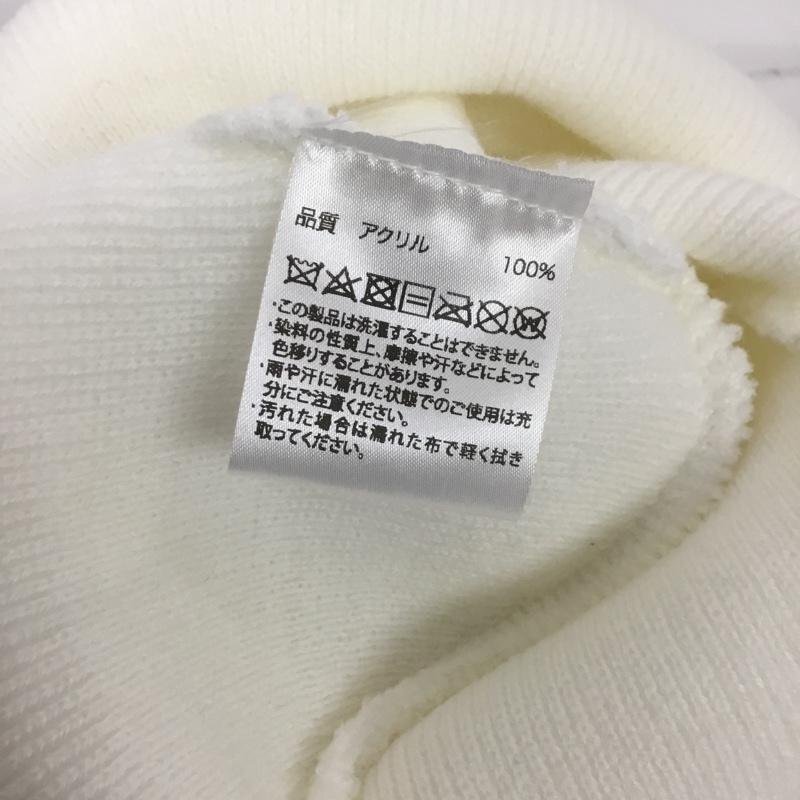 品質　アクリル　100%
・この製品は洗濯することはできません。
・染料の性質上、摩擦や汗などによって
色移りすることがあります。
・雨や汗に濡れた状態でのご使用は充
分にご注意ください。
・汚れた場合は濡れた布で軽く拭き
取ってください。